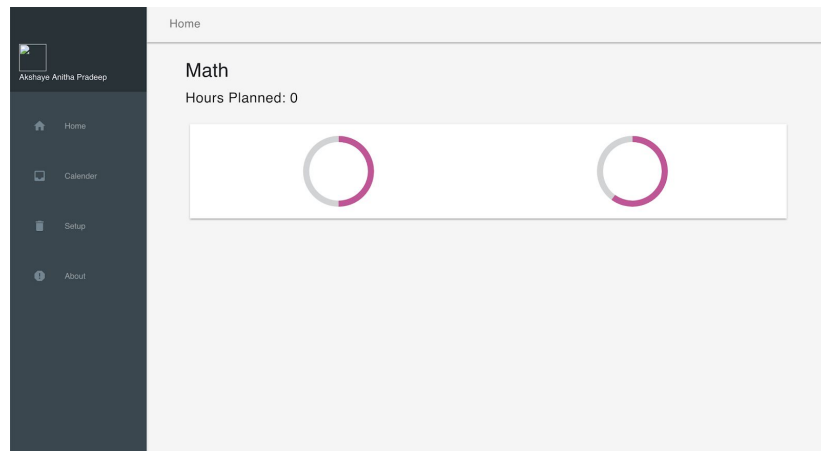 Home
Akshaye Anitha Pradeep
Math
Hours Planned: 0
Home
Calender
Setup
About